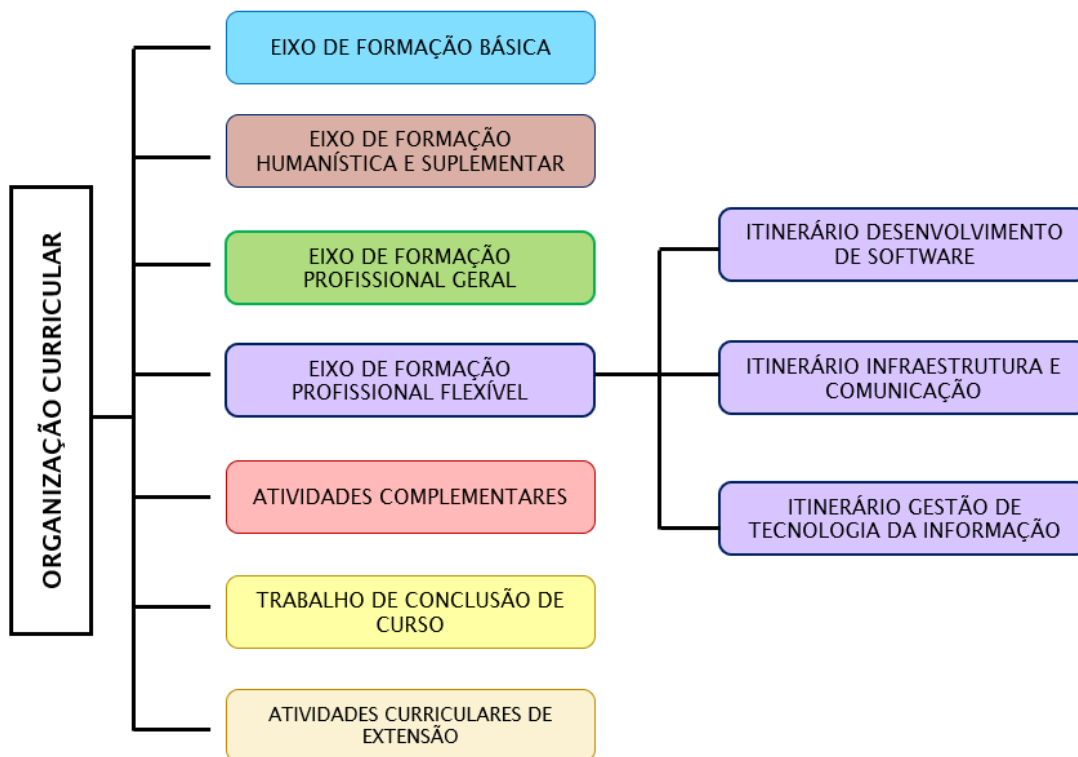 ORGANIZAÇÃO CURRICULAR
EIXO DE FORMAÇÃO BÁSICA
EIXO DE FORMAÇÃO
HUMANÍSTICA E SUPLEMENTAR
EIXO DE FORMAÇÃO
PROFISSIONAL GERAL
EIXO DE FORMAÇÃO
PROFISSIONAL FLEXÍVEL
ITINERÁRIO DESENVOLVIMENTO
DE SOFTWARE
ITINERÁRIO INFRAESTRUTURA E
COMUNICAÇÃO
ITINERÁRIO GESTÃO DE
TECNOLOGIA DA INFORMAÇÃO
ATIVIDADES COMPLEMENTARES
TRABALHO DE CONCLUSÃO DE
CURSO
ATIVIDADES CURRICULARES DE
EXTENSÃO